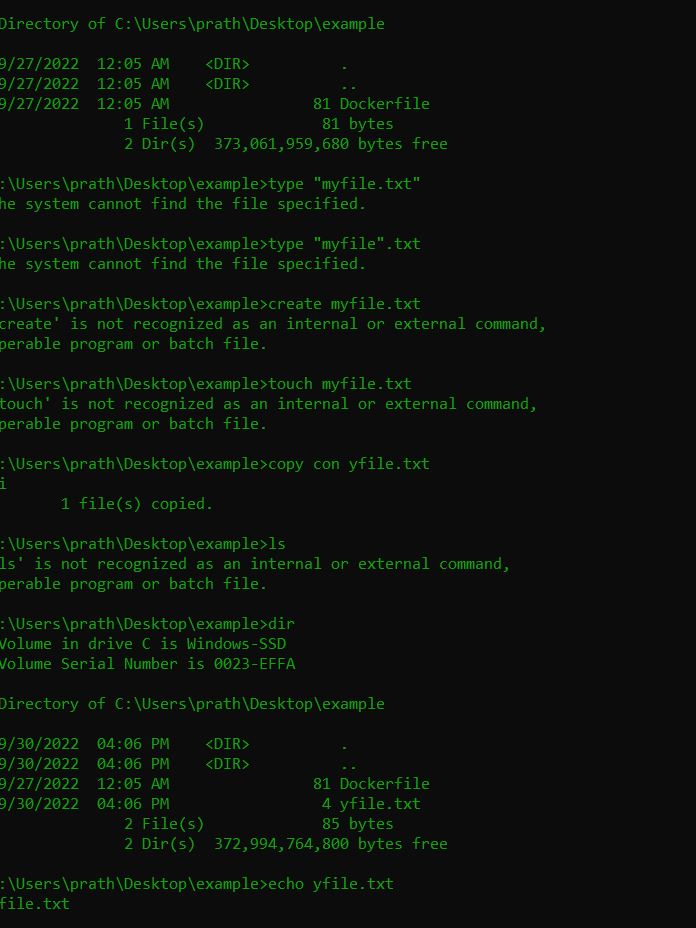 Directory of C:\Users\prath\Desktop\example
9/27/2022  12:05 AM    <DIR>          .
9/27/2022  12:05 AM    <DIR>          ..
9/27/2022  12:05 AM                81 Dockerfile
1 File(s)             81 bytes
2 Dir(s)  373,061,959,680 bytes free
:\Users\prath\Desktop\example>type "myfile.txt"
he system cannot find the file specified.
:\Users\prath\Desktop\example>type "myfile".txt
he system cannot find the file specified.
:\Users\prath\Desktop\example>create myfile.txt
create' is not recognized as an internal or external command,
perable program or batch file.
:\Users\prath\Desktop\example>touch myfile.txt
touch' is not recognized as an internal or external command,
perable program or batch file.
:\Users\prath\Desktop\example>copy con yfile.txt
i
1 file(s) copied.
:\Users\prath\Desktop\example>ls
ls' is not recognized as an internal or external command,
perable program or batch file.
:\Users\prath\Desktop\example>dir
Volume in drive C is Windows-SSD
Volume Serial Number is 0023-EFFA
Directory of C:\Users\prath\Desktop\example
9/30/2022  04:06 PM    <DIR>          .
9/30/2022  04:06 PM    <DIR>          ..
9/27/2022  12:05 AM                81 Dockerfile
9/30/2022  04:06 PM                 4 yfile.txt
2 File(s)             85 bytes
2 Dir(s)  372,994,764,800 bytes free
:\Users\prath\Desktop\example>echo yfile.txt
file.txt